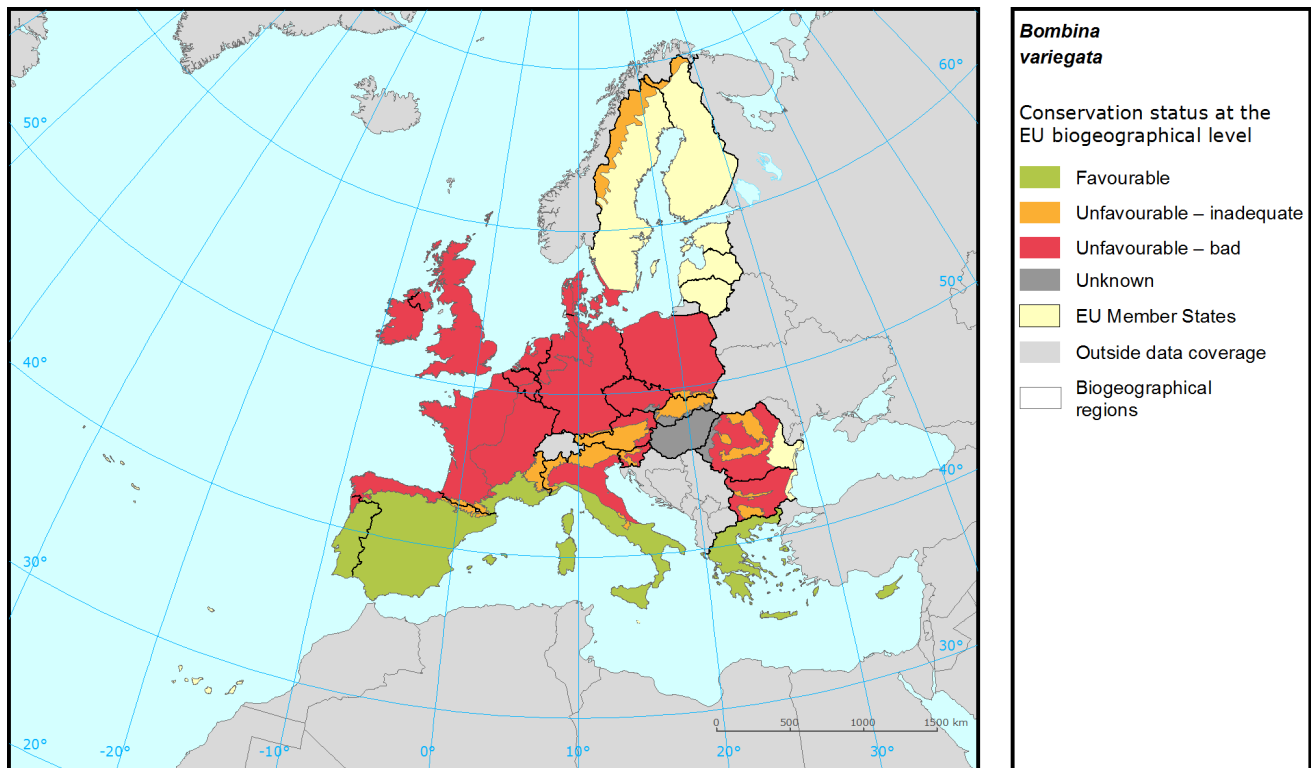 60°
50°
50°
40°
40°
30°
30°
20°
-20°
-10°
0°
10°
20°
30°
0
500
1000
1500 km
Bombina
variegata
Conservation status at the
EU biogeographical level
Favourable
Unfavourable – inadequate
Unfavourable – bad
Unknown
EU Member States
Outside data coverage
Biogeographical
regions